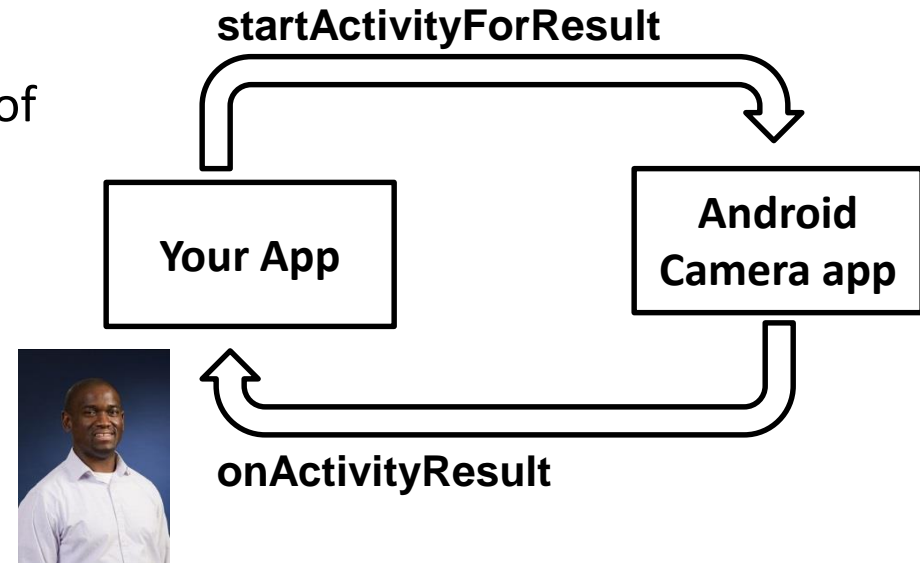 startActivityForResult
of
Your App
Android
Camera app
onActivityResult